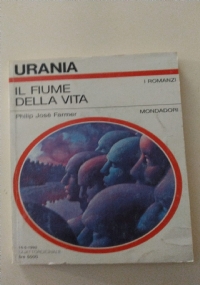 URANIA
I ROMANZI
IL FIUME
DELLA VITA
MONDADORI
Philip José Farmer